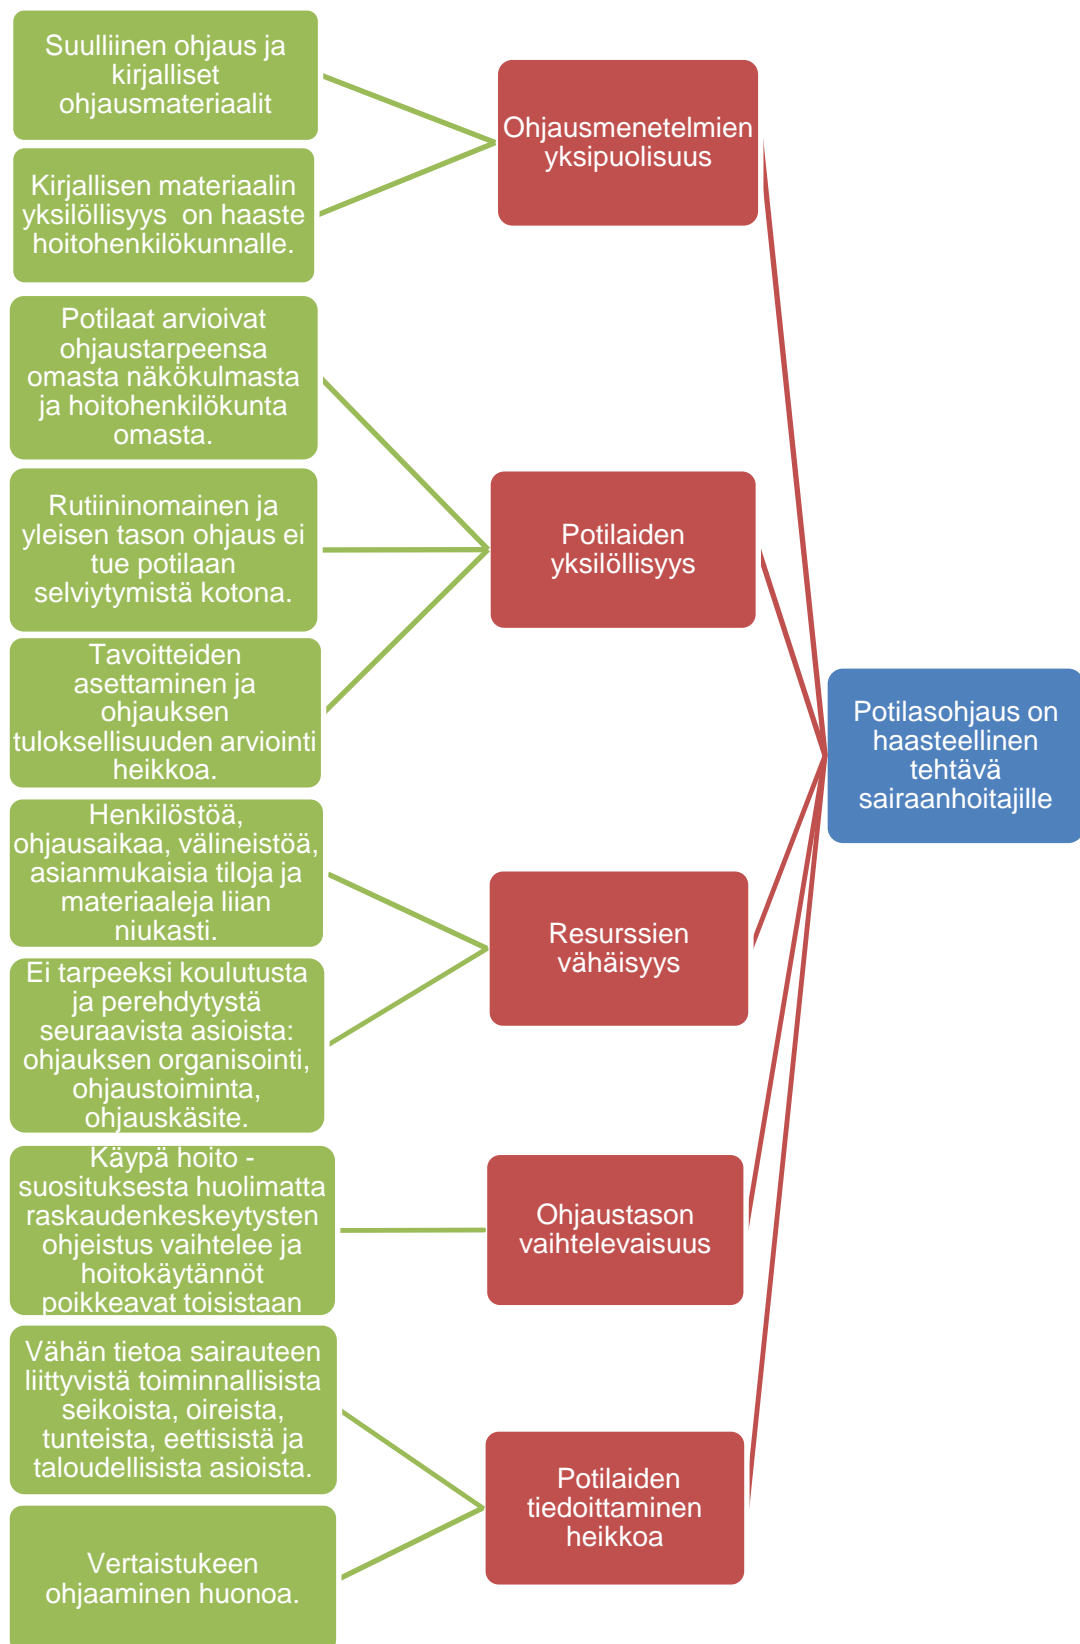 Suulliinen ohjaus ja
kirjalliset
ohjausmateriaalit
Kirjallisen materiaalin
yksilöllisyys on haaste
hoitohenkilökunnalle.
Ohjausmenetelmien
yksipuolisuus
Potilaat arvioivat
ohjaustarpeensa
omasta näkökulmasta
ja hoitohenkilökunta
omasta.
Rutiininomainen ja
yleisen tason ohjaus ei
tue potilaan
selviytymistä kotona.
Tavoitteiden
asettaminen ja
ohjauksen
tuloksellisuuden arviointi
heikkoa.
Potilaiden
yksilöllisyys
Henkilöstöä,
ohjausaikaa, välineistöä,
asianmukaisia tiloja ja
materiaaleja liian
niukasti.
Ei tarpeeksi koulutusta
ja perehdytystä
seuraavista asioista:
ohjauksen organisointi,
ohjaustoiminta,
ohjauskäsite.
Resurssien
vähäisyys
Käypä hoito -
suosituksesta huolimatta
raskaudenkeskeytysten
ohjeistus vaihtelee ja
hoitokäytännöt
poikkeavat toisistaan
Ohjaustason
vaihtelevaisuus
Vähän tietoa sairauteen
liittyvistä toiminnallisista
seikoista, oireista,
tunteista, eettisistä ja
taloudellisista asioista.
Vertaistukeen
ohjaaminen huonoa.
Potilaiden
tiedoittaminen
heikkoa
Potilasohjaus on
haasteellinen
tehtävä
sairaanhoitajille